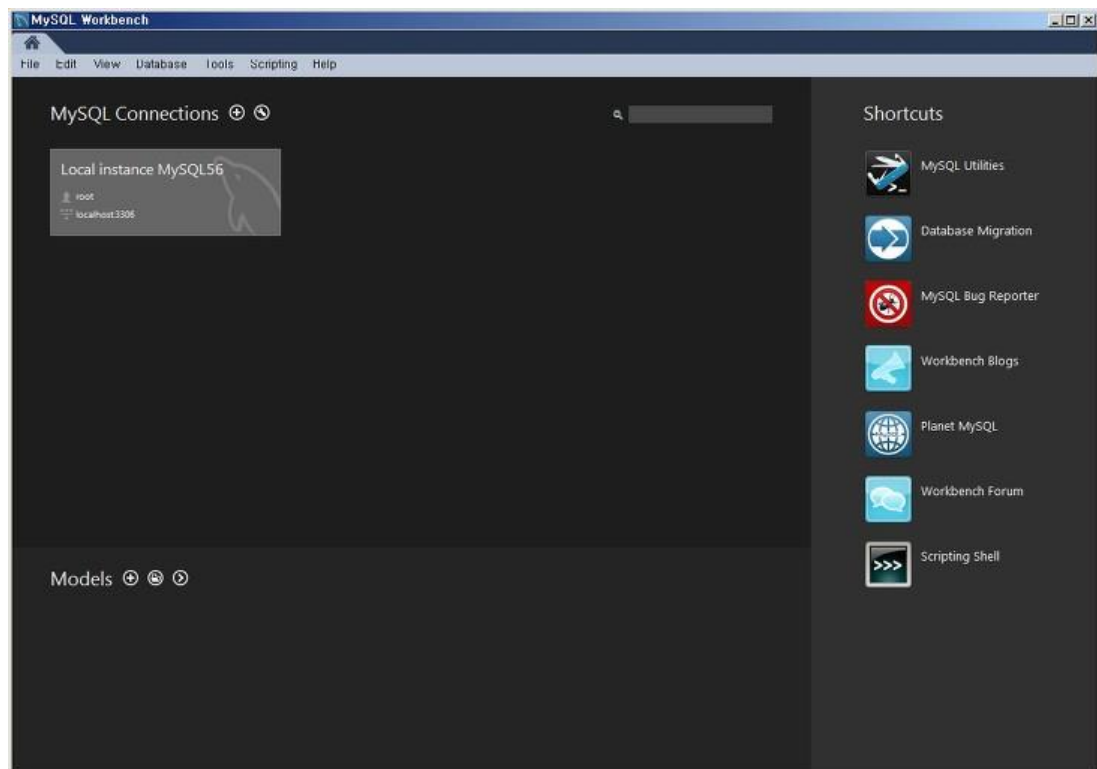 MySQL Workbench
File Edit View Database Tools Scripting Help
MySQL Connections
Local instance MySQL56
root
localhost:3306
Shortcuts
MySQL Utilities
Database Migration
MySQL Bug Reporter
Workbench Blogs
Planet MySQL
Workbench Forum
>>> Scripting Shell
Models